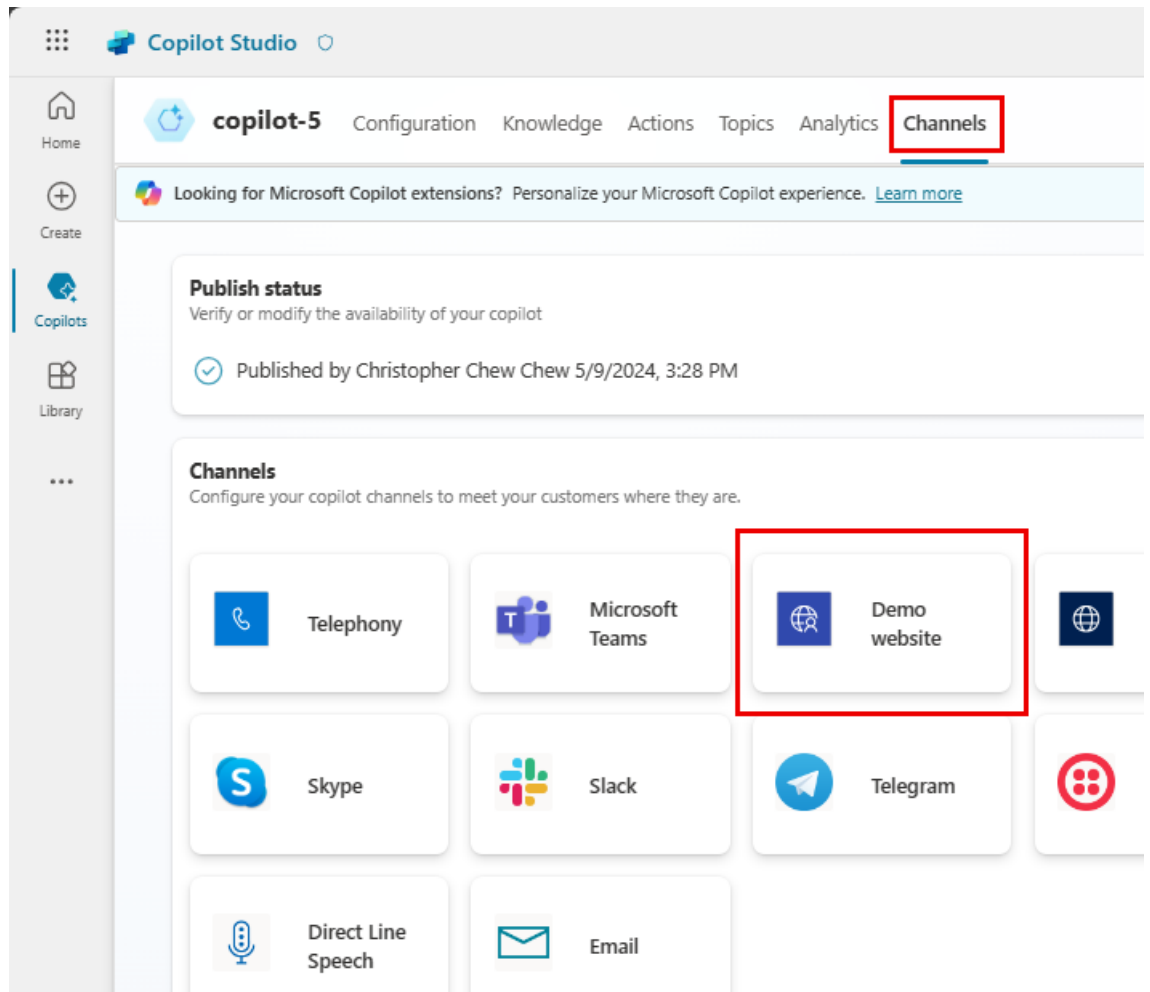 Copilot Studio
Home
Create
Copilots
Library
copilot-5 Configuration Knowledge Actions Topics Analytics Channels
Looking for Microsoft Copilot extensions? Personalize your Microsoft Copilot experience. Learn more
Publish status
Verify or modify the availability of your copilot
Published by Christopher Chew Chew 5/9/2024, 3:28 PM
Channels
Configure your copilot channels to meet your customers where they are.
Telephony
Microsoft
Teams
Demo
website
Skype
Slack
Telegram
Direct Line
Speech
Email